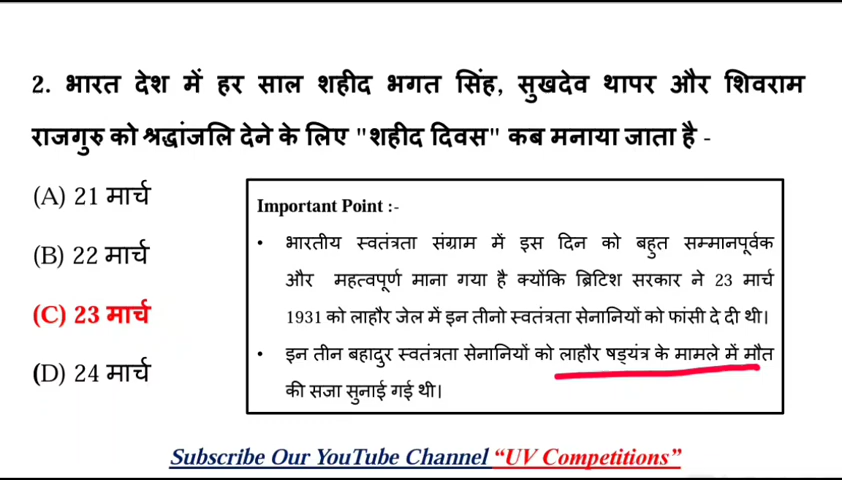 2. भारत देश में हर साल शहीद भगत सिंह, सुखदेव थापर और शिवराम
राजगुरु को श्रद्धांजलि देने के लिए "शहीद दिवस" कब मनाया जाता है -
(A) 21 मार्च
(B) 22 मार्च
(C) 23 मार्च
(D) 24 मार्च
Important Point :-
• भारतीय स्वतंत्रता संग्राम में इस दिन को बहुत सम्मानपूर्वक
और महत्वपूर्ण माना गया है क्योंकि ब्रिटिश सरकार ने 23 मार्च
1931 को लाहौर जेल में इन तीनो स्वतंत्रता सेनानियों को फांसी दे दी थी।
• इन तीन बहादुर स्वतंत्रता सेनानियों को लाहौर षड्यंत्र के मामले में मौत
की सजा सुनाई गई थी।
Subscribe Our YouTube Channel “UV Competitions”